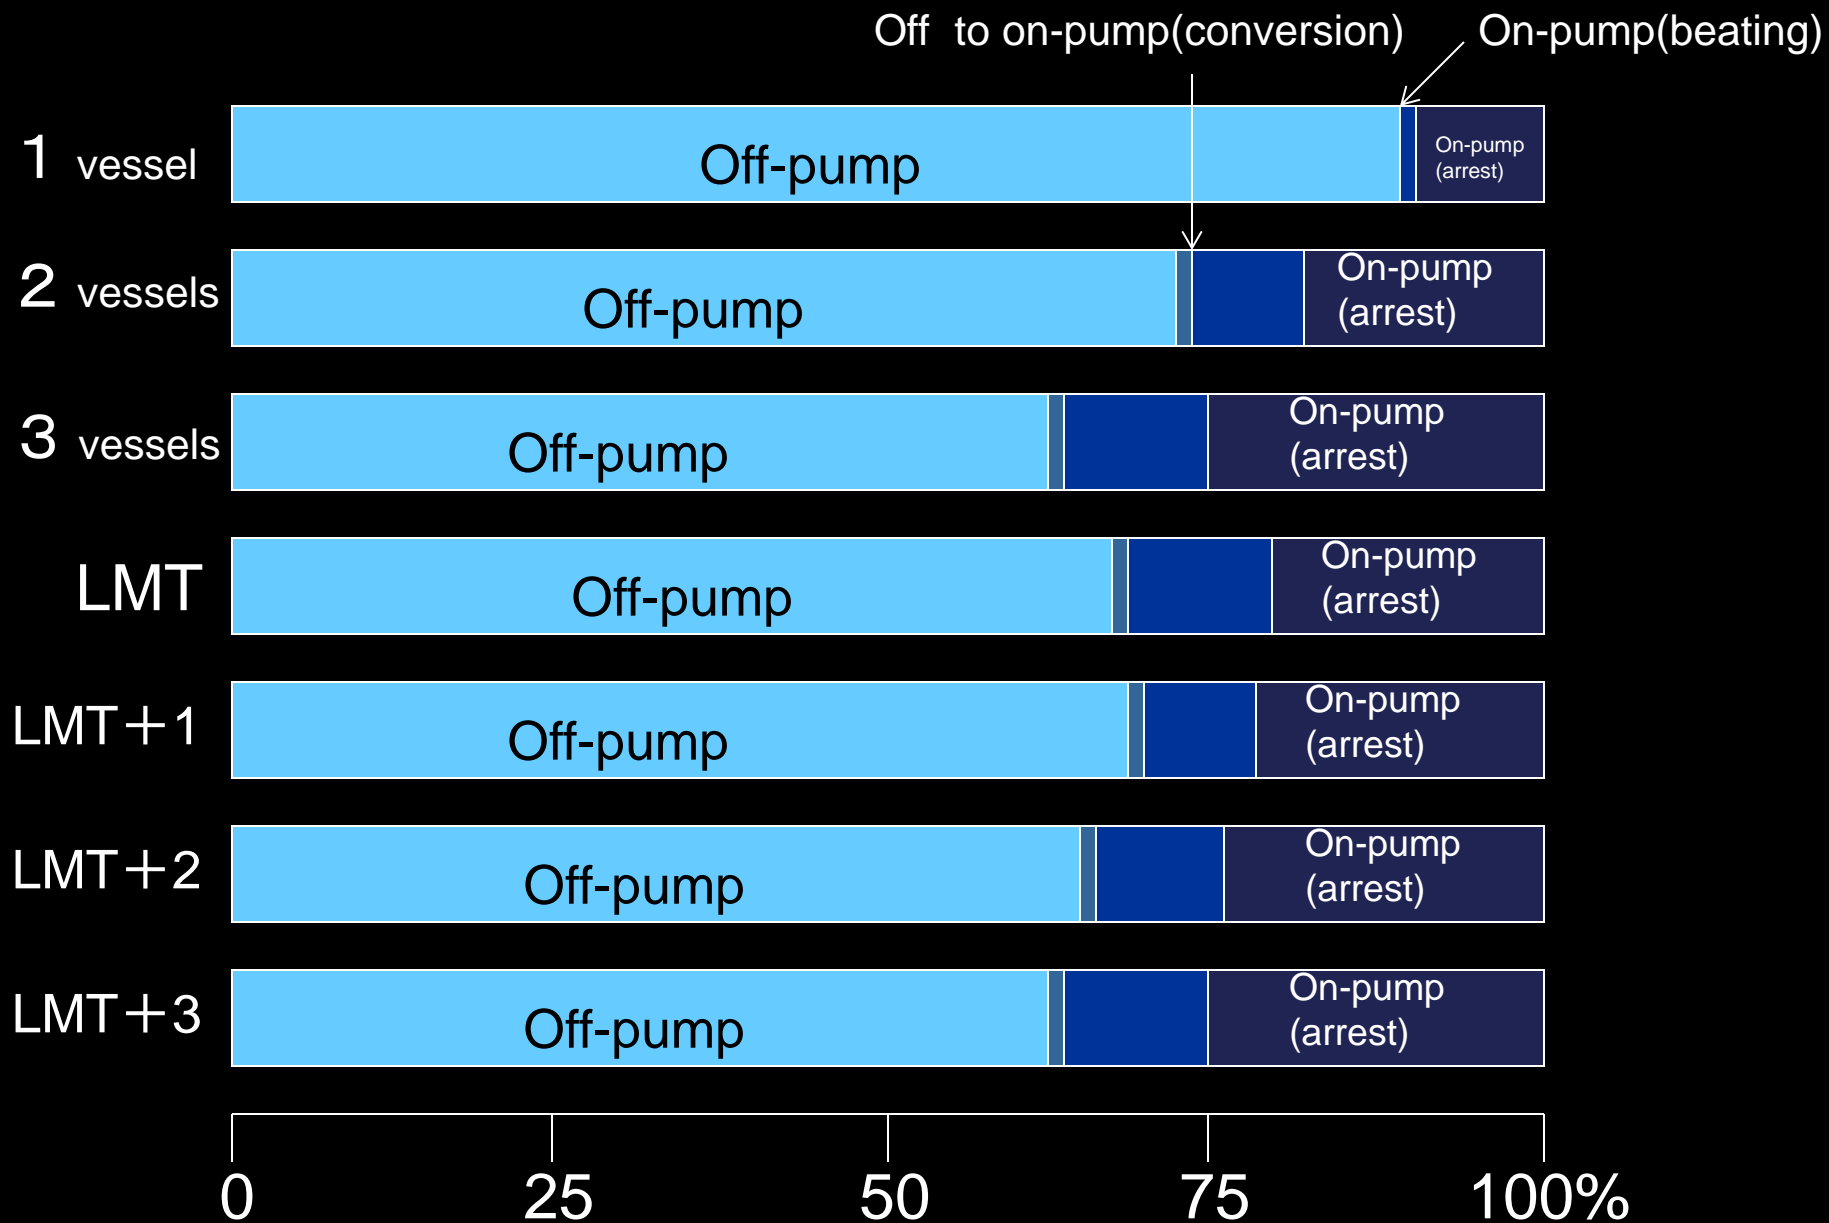 Off to on-pump(conversion) On-pump(beating)
1 vessel Off-pump On-pump
(arrest)
2 vessels Off-pump On-pump
(arrest)
3 vessels Off-pump On-pump
(arrest)
LMT Off-pump On-pump
(arrest)
LMT＋1 Off-pump On-pump
(arrest)
LMT＋2 Off-pump On-pump
(arrest)
LMT＋3 Off-pump On-pump
(arrest)
0 25 50 75 100%